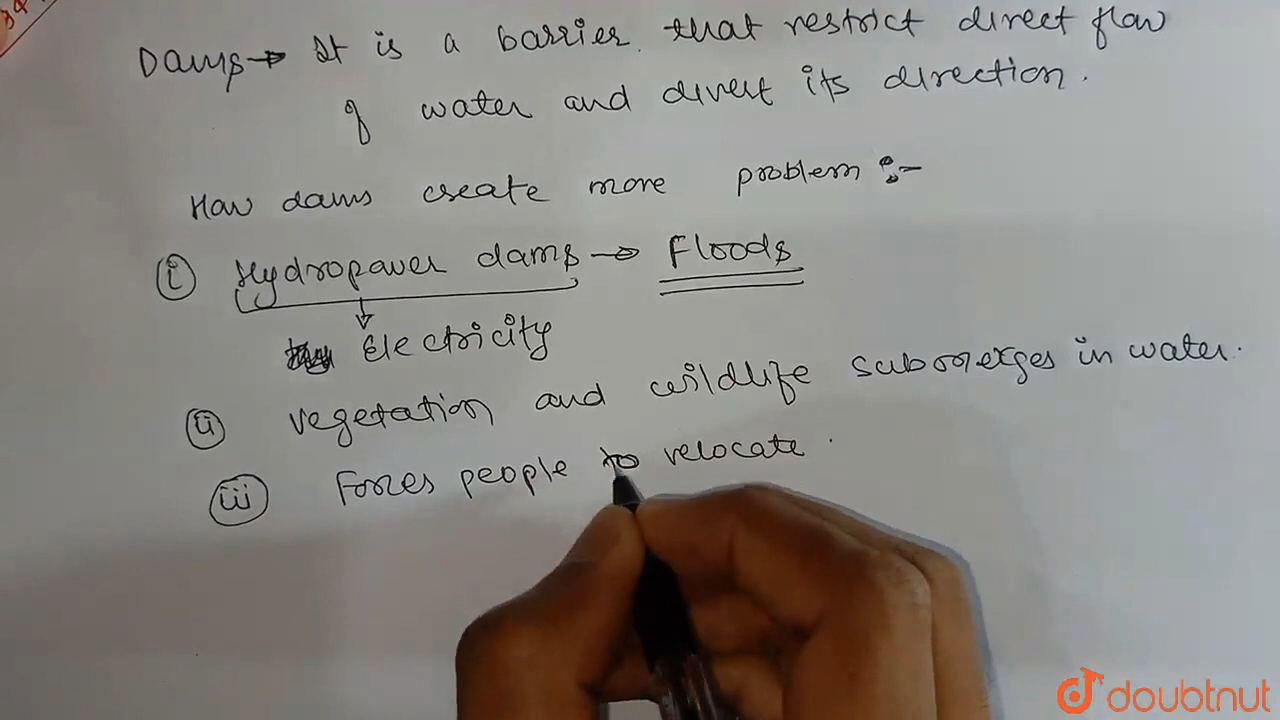 Dams→ It is a barrier that restrict direct flow
of water and divert its direction.
How dams create more problem :-
(i) Hydropower dams → Floods
Electricity
(ii) vegetation and wildlife submerges in water.
(iii) Forces people to relocate.
doubtnut